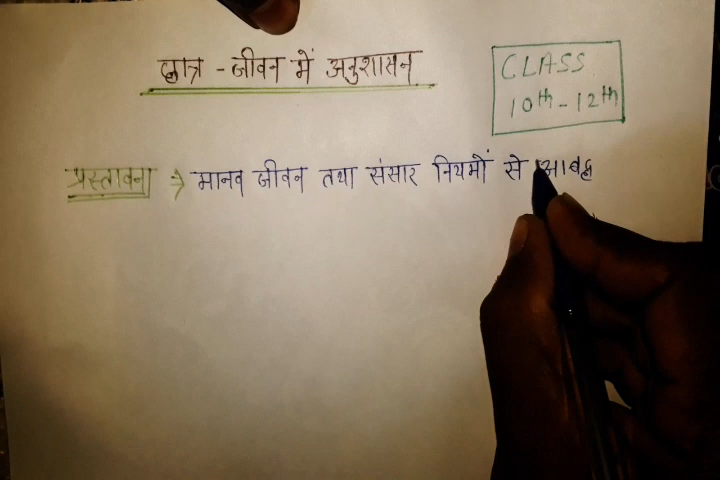 छात्र - जीवन में अनुशासन
CLASS
10th - 12th
प्रस्तावना → मानव जीवन तथा संसार नियमों से आबद्ध